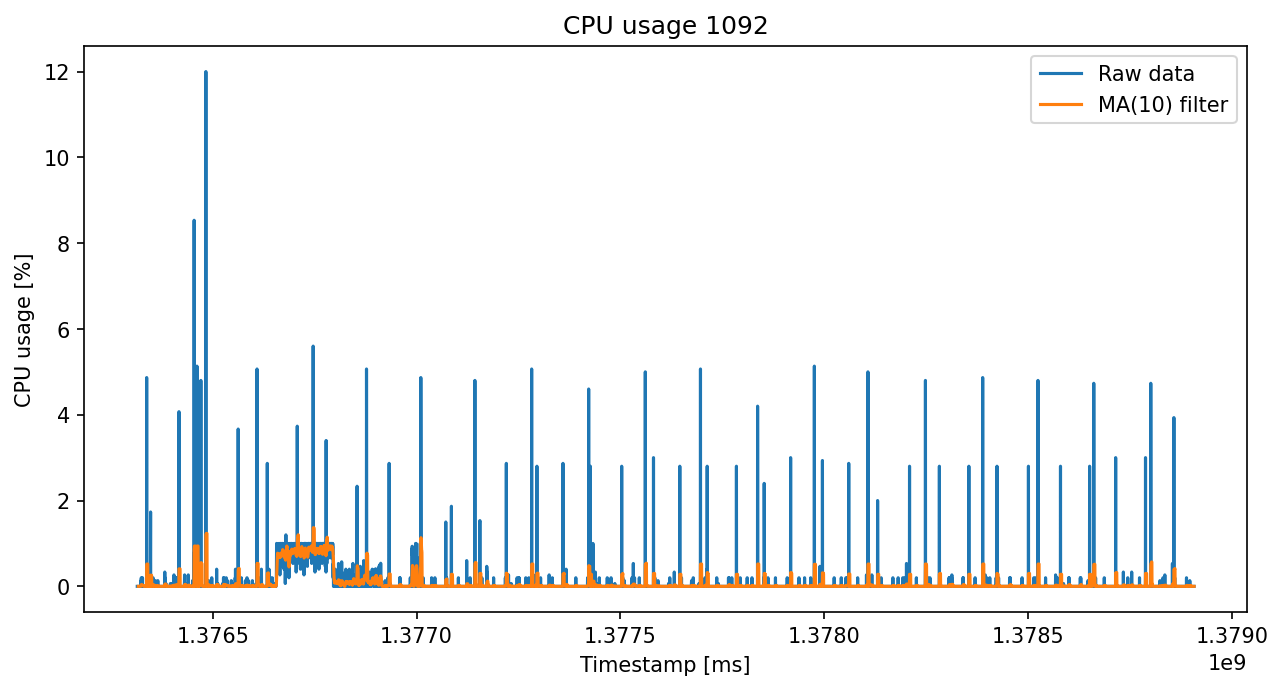 CPU usage 1092
Raw data
MA(10) filter
CPU usage [%]
12
10
8
6
4
2
0
1.3765 1.3770 1.3775 1.3780 1.3785 1.3790
1e9
Timestamp [ms]